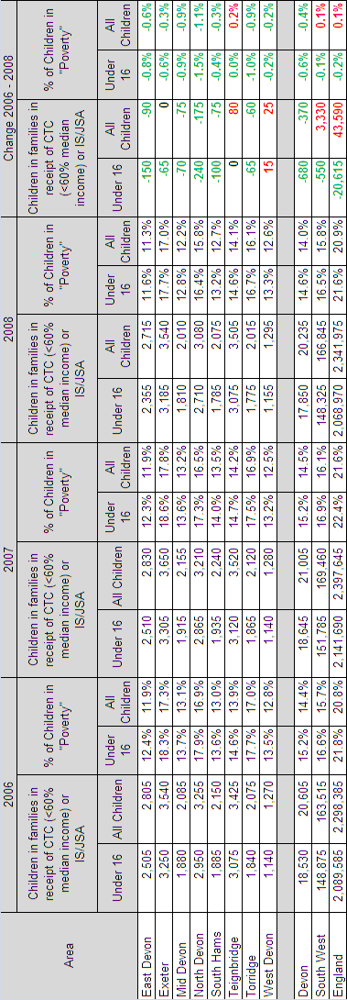 Area 2006 2007 2008 Change 2006 - 2008
Children in families in receipt of CTC (<60% median income) or IS/JSA % of Children in "Poverty" Children in families in receipt of CTC (<60% median income) or IS/JSA % of Children in "Poverty" Children in families in receipt of CTC (<60% median income) or IS/JSA % of Children in "Poverty" Children in families in receipt of CTC (<60% median income) or IS/JSA % of Children in "Poverty"
Under 16 All Children Under 16 All Children Under 16 All Children Under 16 All Children Under 16 All Children Under 16 All Children Under 16 All Children Under 16 All Children
East Devon 2,505 2,805 12.4% 11.9% 2,510 2,830 12.3% 11.9% 2,355 2,715 11.6% 11.3% -150 -90 -0.8% -0.6%
Exeter 3,250 3,540 18.3% 17.3% 3,305 3,650 18.6% 17.8% 3,185 3,540 17.7% 17.0% -65 0 -0.6% -0.3%
Mid Devon 1,880 2,085 13.7% 13.1% 1,915 2,155 13.6% 13.2% 1,810 2,010 12.8% 12.2% -70 -75 -0.9% -0.9%
North Devon 2,950 3,255 17.9% 16.9% 2,865 3,210 17.3% 16.5% 2,710 3,080 16.4% 15.8% -240 -175 -1.5% -1.1%
South Hams 1,885 2,150 13.6% 13.0% 1,935 2,240 14.0% 13.5% 1,785 2,075 13.2% 12.7% -100 -75 -0.4% -0.3%
Teignbridge 3,075 3,425 14.6% 13.9% 3,120 3,520 14.7% 14.2% 3,075 3,505 14.6% 14.1% 0 80 0.0% 0.2%
Torridge 1,840 2,075 17.7% 17.0% 1,865 2,120 17.5% 16.9% 1,775 2,015 16.7% 16.1% -65 -60 -1.0% -0.9%
West Devon 1,140 1,270 13.5% 12.8% 1,140 1,280 13.2% 12.5% 1,155 1,295 13.3% 12.6% 15 25 -0.2% -0.2%
Devon 18,530 20,605 15.2% 14.4% 18,645 21,005 15.2% 14.5% 17,850 20,235 14.6% 14.0% -680 -370 -0.6% -0.4%
South West 148,875 163,515 16.6% 15.7% 151,785 169,460 16.9% 16.1% 148,325 166,845 16.5% 15.8% -550 3,330 -0.1% 0.1%
England 2,089,585 2,298,385 21.8% 20.8% 2,141,690 2,397,645 22.4% 21.6% 2,068,970 2,341,975 21.6% 20.9% -20,615 43,590 -0.2% 0.1%